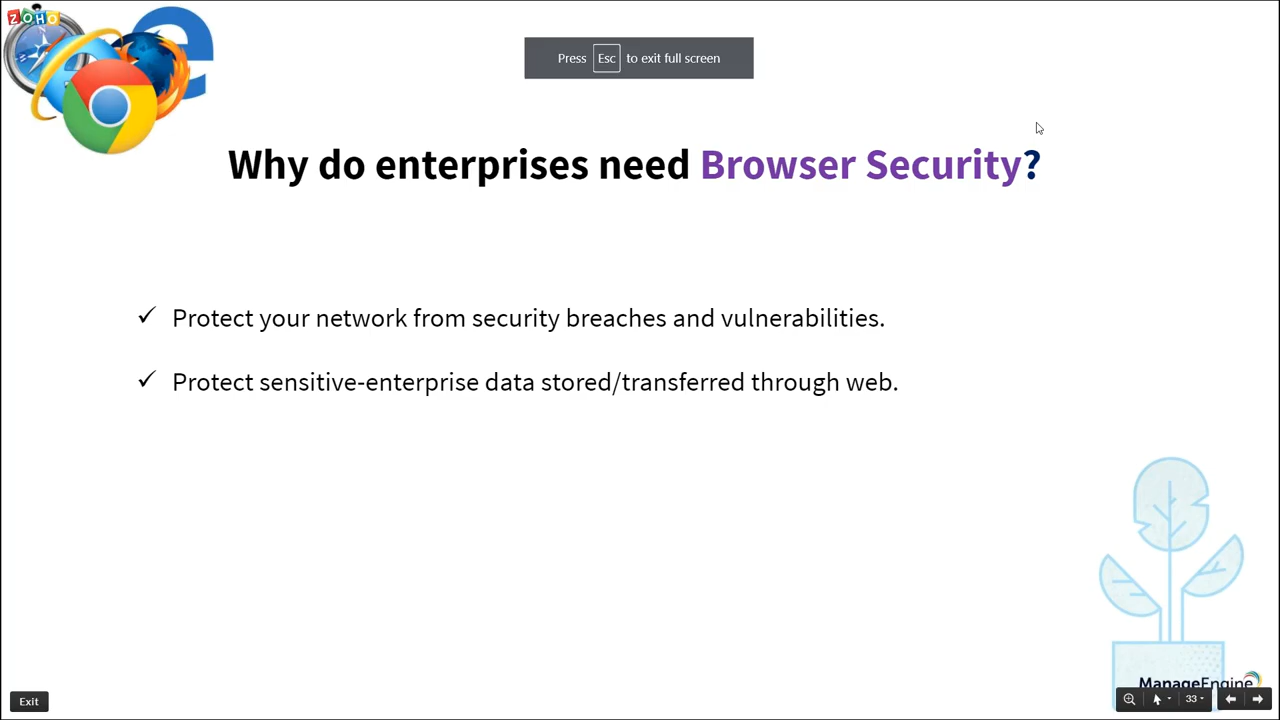 ZOHO
Press Esc to exit full screen
Why do enterprises need Browser Security?
✓ Protect your network from security breaches and vulnerabilities.
✓ Protect sensitive-enterprise data stored/transferred through web.
ManageEngine
Exit
33